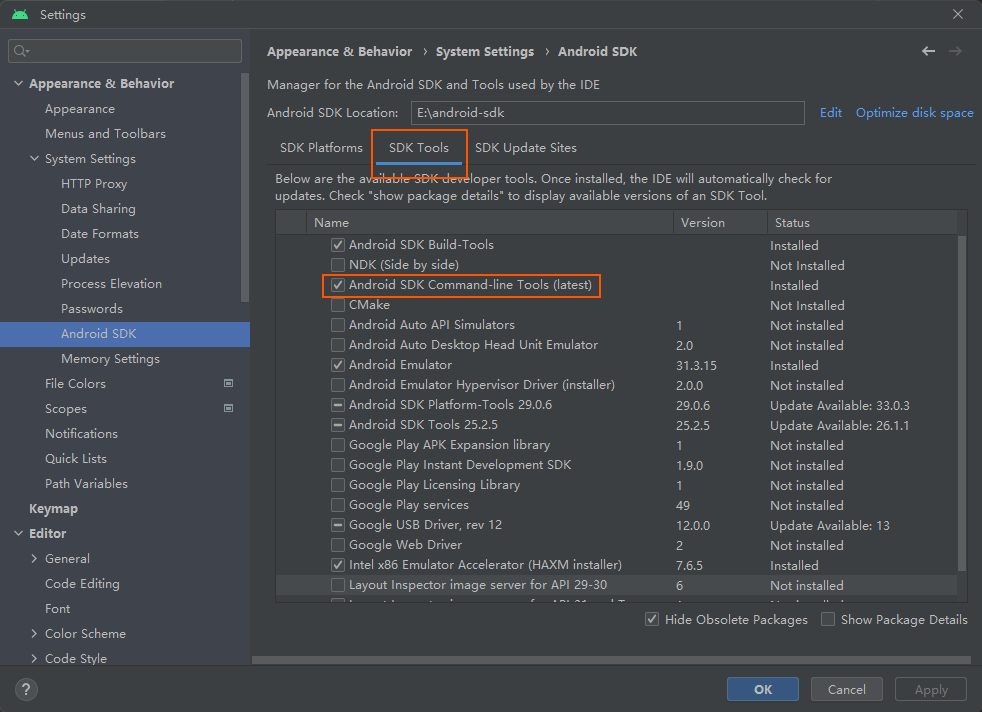 Settings
Appearance & Behavior › System Settings › Android SDK
Appearance & Behavior
Appearance
Menus and Toolbars
System Settings
HTTP Proxy
Data Sharing
Date Formats
Updates
Process Elevation
Passwords
Android SDK
Memory Settings
File Colors
Scopes
Notifications
Quick Lists
Path Variables
Keymap
Editor
General
Code Editing
Font
Color Scheme
Code Style
Manager for the Android SDK and Tools used by the IDE
Android SDK Location: E:\android-sdk Edit Optimize disk space
SDK Platforms SDK Tools SDK Update Sites
Below are the available SDK developer tools. Once installed, the IDE will automatically check for
updates. Check "show package details" to display available versions of an SDK Tool.
Name Version Status
Android SDK Build-Tools Installed
NDK (Side by side) Not Installed
Android SDK Command-line Tools (latest) Installed
CMake Not Installed
Android Auto API Simulators 1 Not installed
Android Auto Desktop Head Unit Emulator 2.0 Not installed
Android Emulator 31.3.15 Installed
Android Emulator Hypervisor Driver (installer) 2.0.0 Not installed
Android SDK Platform-Tools 29.0.6 29.0.6 Update Available: 33.0.3
Android SDK Tools 25.2.5 25.2.5 Update Available: 26.1.1
Google Play APK Expansion library 1 Not installed
Google Play Instant Development SDK 1.9.0 Not installed
Google Play Licensing Library 1 Not installed
Google Play services 49 Not installed
Google USB Driver, rev 12 12.0.0 Update Available: 13
Google Web Driver 2 Not installed
Intel x86 Emulator Accelerator (HAXM installer) 7.6.5 Installed
Layout Inspector image server for API 29-30 6 Not installed
Hide Obsolete Packages Show Package Details
? OK Cancel Apply